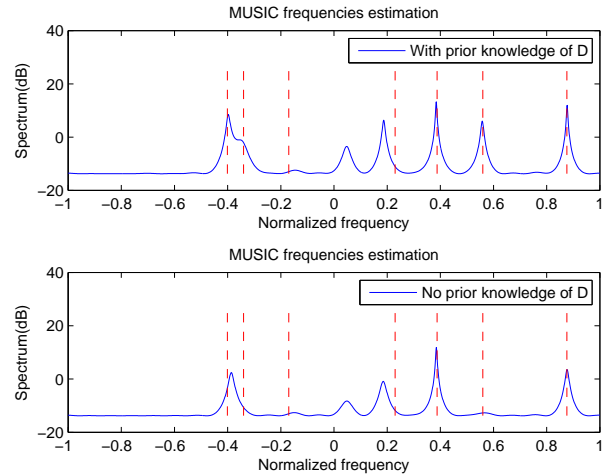 MUSIC frequencies estimation
With prior knowledge of D
Spectrum(dB)
40
20
0
−20
−1 −0.8 −0.6 −0.4 −0.2 0 0.2 0.4 0.6 0.8 1
Normalized frequency
MUSIC frequencies estimation
No prior knowledge of D
Spectrum(dB)
40
20
0
−20
−1 −0.8 −0.6 −0.4 −0.2 0 0.2 0.4 0.6 0.8 1
Normalized frequency